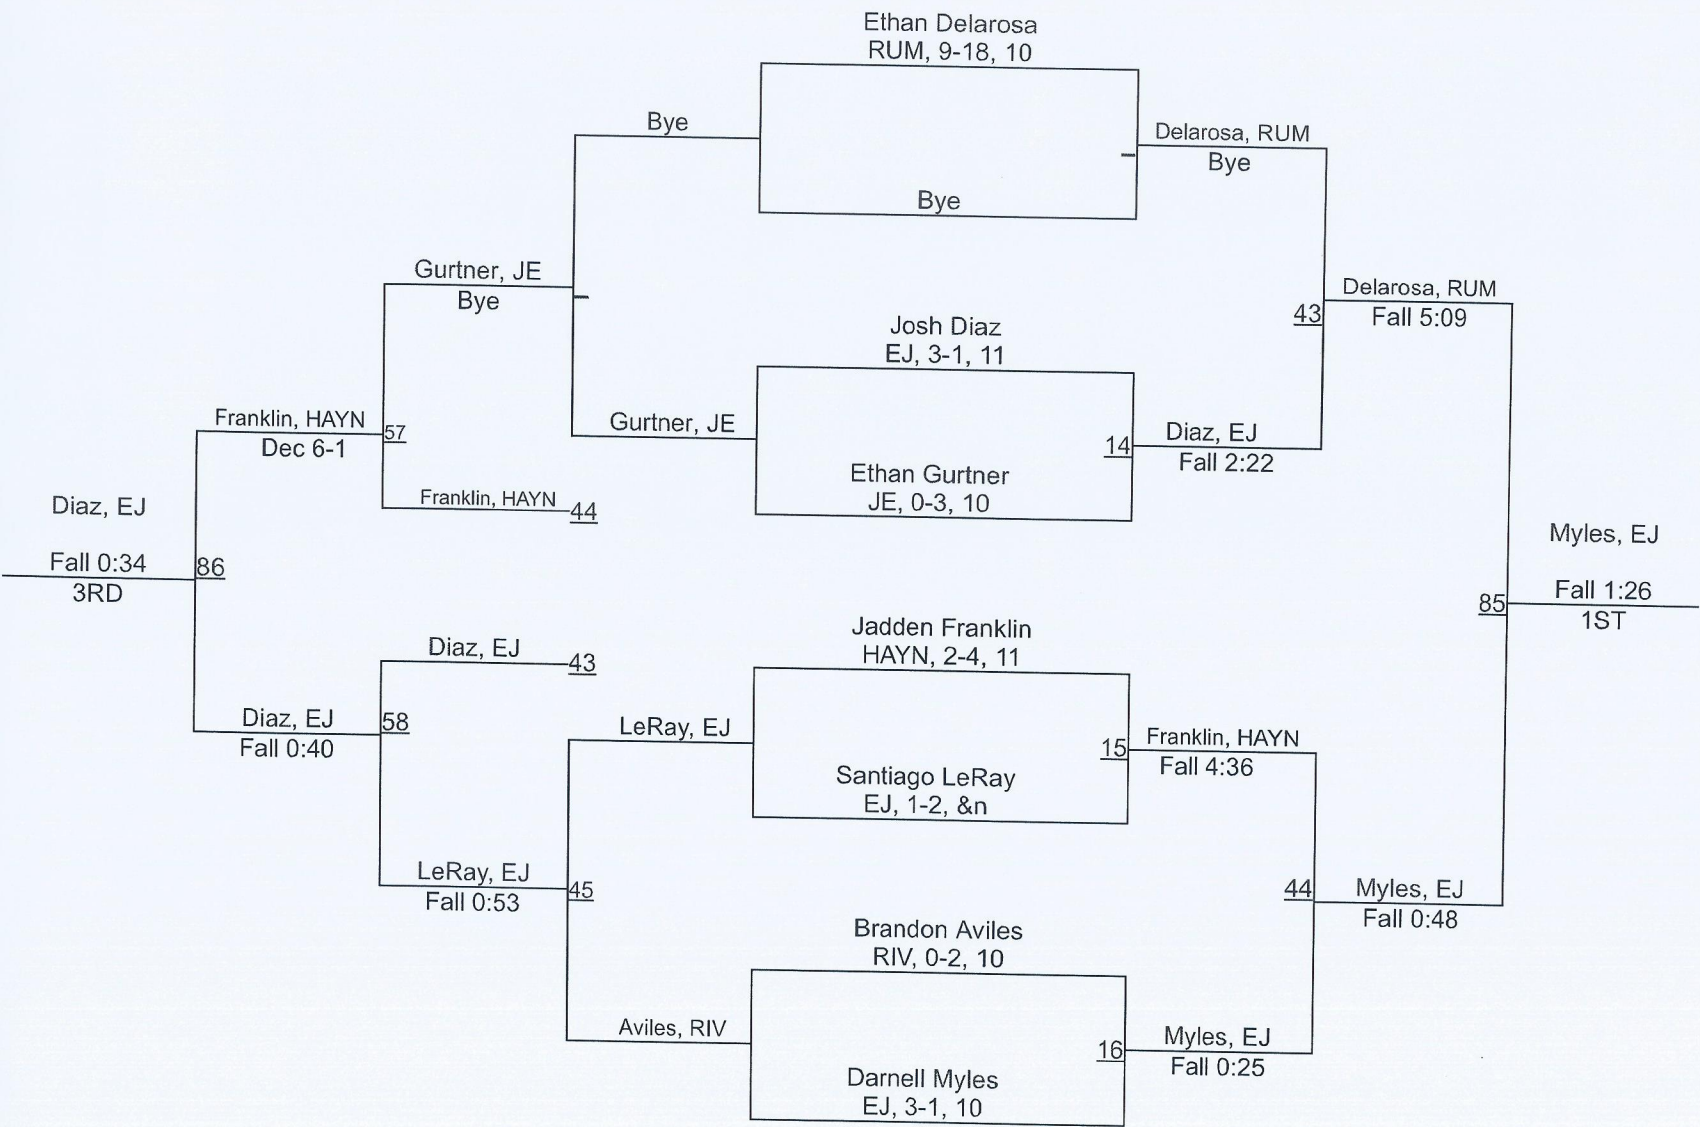 Ethan Delarosa
RUM, 9-18, 10
Bye
Delarosa, RUM
Bye
Bye
Gurtner, JE
Bye
Delarosa, RUM
Fall 5:09
43
Josh Diaz
EJ, 3-1, 11
Franklin, HAYN
Dec 6-1
57
Gurtner, JE
14
Diaz, EJ
Fall 2:22
Ethan Gurtner
JE, 0-3, 10
Franklin, HAYN
44
Diaz, EJ
Fall 0:34
3RD
86
Myles, EJ
Fall 1:26
1ST
85
Jadden Franklin
HAYN, 2-4, 11
Diaz, EJ
43
Diaz, EJ
Fall 0:40
58
LeRay, EJ
15
Franklin, HAYN
Fall 4:36
Santiago LeRay
EJ, 1-2, &n
LeRay, EJ
Fall 0:53
45
44
Myles, EJ
Fall 0:48
Brandon Aviles
RIV, 0-2, 10
Aviles, RIV
16
Myles, EJ
Fall 0:25
Darnell Myles
EJ, 3-1, 10